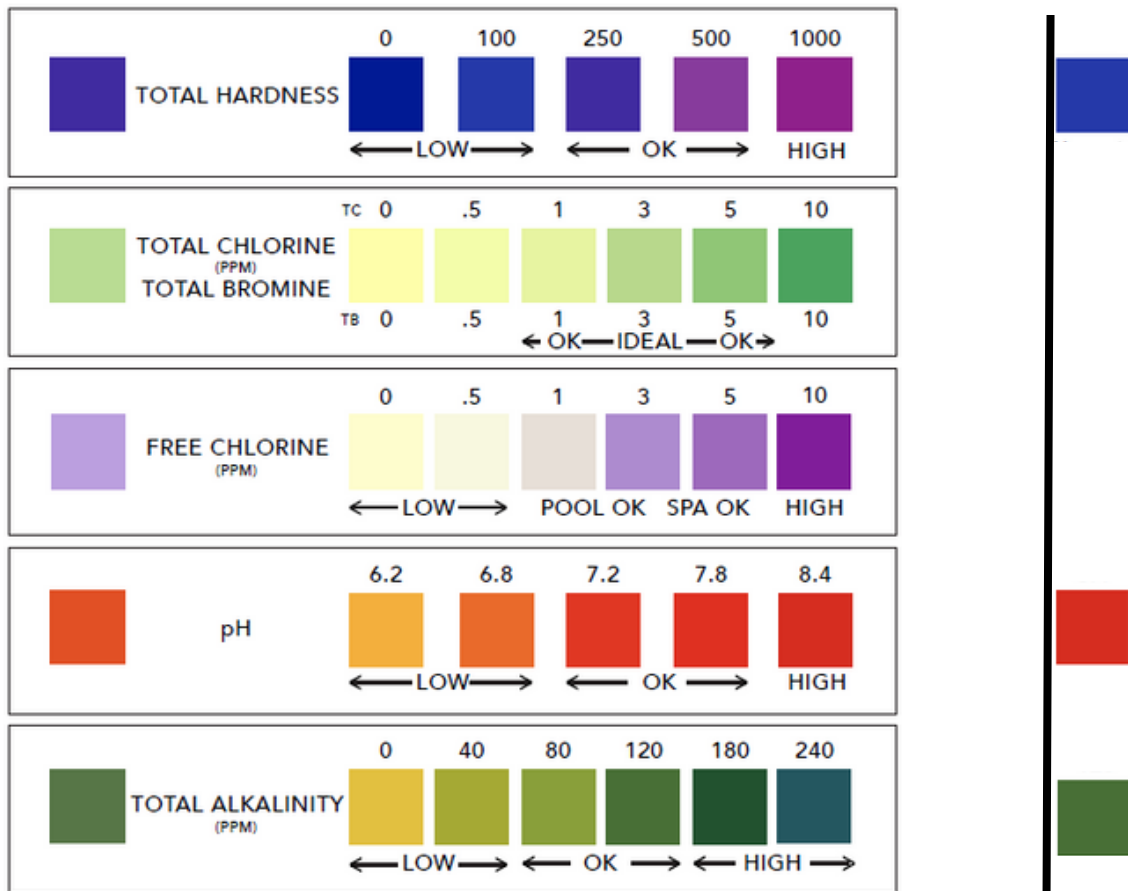 0 100 250 500 1000
TOTAL HARDNESS
LOW OK HIGH
TC 0 .5 1 3 5 10
TOTAL CHLORINE
(PPM)
TOTAL BROMINE
TB 0 .5 1 3 5 10
OK IDEAL OK
0 .5 1 3 5 10
FREE CHLORINE
(PPM)
LOW POOL OK SPA OK HIGH
6.2 6.8 7.2 7.8 8.4
pH
LOW OK HIGH
0 40 80 120 180 240
TOTAL ALKALINITY
(PPM)
LOW OK HIGH